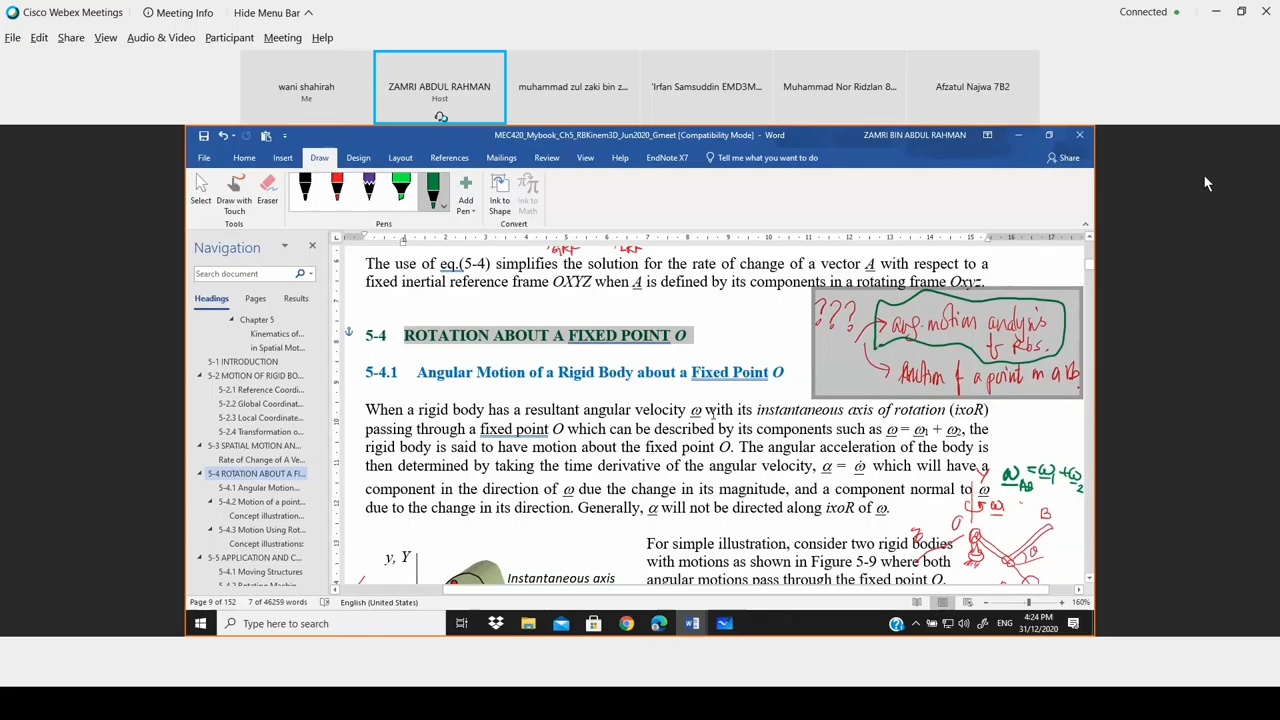 Cisco Webex Meetings
Meeting Info
Hide Menu Bar
Connected
File Edit Share View Audio & Video Participant Meeting Help
wani shahirah
Me
ZAMRI ABDUL RAHMAN
Host
muhammad zul zaki bin z...
'Irfan Samsuddin EMD3M...
Muhammad Nor Ridzlan 8...
Afzatul Najwa 7B2
MEC420_Mybook_Ch5_RBKinem3D_Jun2020_Gmeet [Compatibility Mode] - Word
ZAMRI BIN ABDUL RAHMAN
File Home Insert Draw Design Layout References Mailings Review View Help EndNote X7 Tell me what you want to do Share
Select
Draw with Touch
Eraser
Add Pen
Ink to Shape
Ink to Math
Tools
Pens
Convert
Navigation
Search document
Headings Pages Results
Chapter 5
Kinematics of...
in Spatial Mot...
5-1 INTRODUCTION
5-2 MOTION OF RIGID BO...
5-2.1 Reference Coordi...
5-2.2 Global Coordinat...
5-2.3 Local Coordinate...
5-2.4 Transformation o...
5-3 SPATIAL MOTION AN...
Rate of Change of A Ve...
5-4 ROTATION ABOUT A FI...
5-4.1 Angular Motion...
5-4.2 Motion of a point...
Concept illustration...
5-4.3 Motion Using Rot...
Concept illustrations:
5-5 APPLICATION AND C...
5-5.1 Moving Structures
5-5.2 Rotating Machin...
The use of eq.(5-4) simplifies the solution for the rate of change of a vector A with respect to a
fixed inertial reference frame OXYZ when A is defined by its components in a rotating frame Oxyz.
5-4 ROTATION ABOUT A FIXED POINT O
5-4.1 Angular Motion of a Rigid Body about a Fixed Point O
???
ang. motion analysis
of Rbs.
When a rigid body has a resultant angular velocity ω with its instantaneous axis of rotation (ixoR)
passing through a fixed point O which can be described by its components such as ω = ω1 + ω2, the
rigid body is said to have motion about the fixed point O. The angular acceleration of the body is
then determined by taking the time derivative of the angular velocity, α = ω̇ which will have a
component in the direction of ω due the change in its magnitude, and a component normal to ω
due to the change in its direction. Generally, α will not be directed along ixoR of ω.
ω AB = ω1 + ω2
Y
ω1
B
O
Z
θ
y, Y
Instantaneous axis
For simple illustration, consider two rigid bodies
with motions as shown in Figure 5-9 where both
angular motions pass through the fixed point O.
Page 9 of 152 7 of 46259 words English (United States) 160%
Type here to search
ENG
4:24 PM
31/12/2020